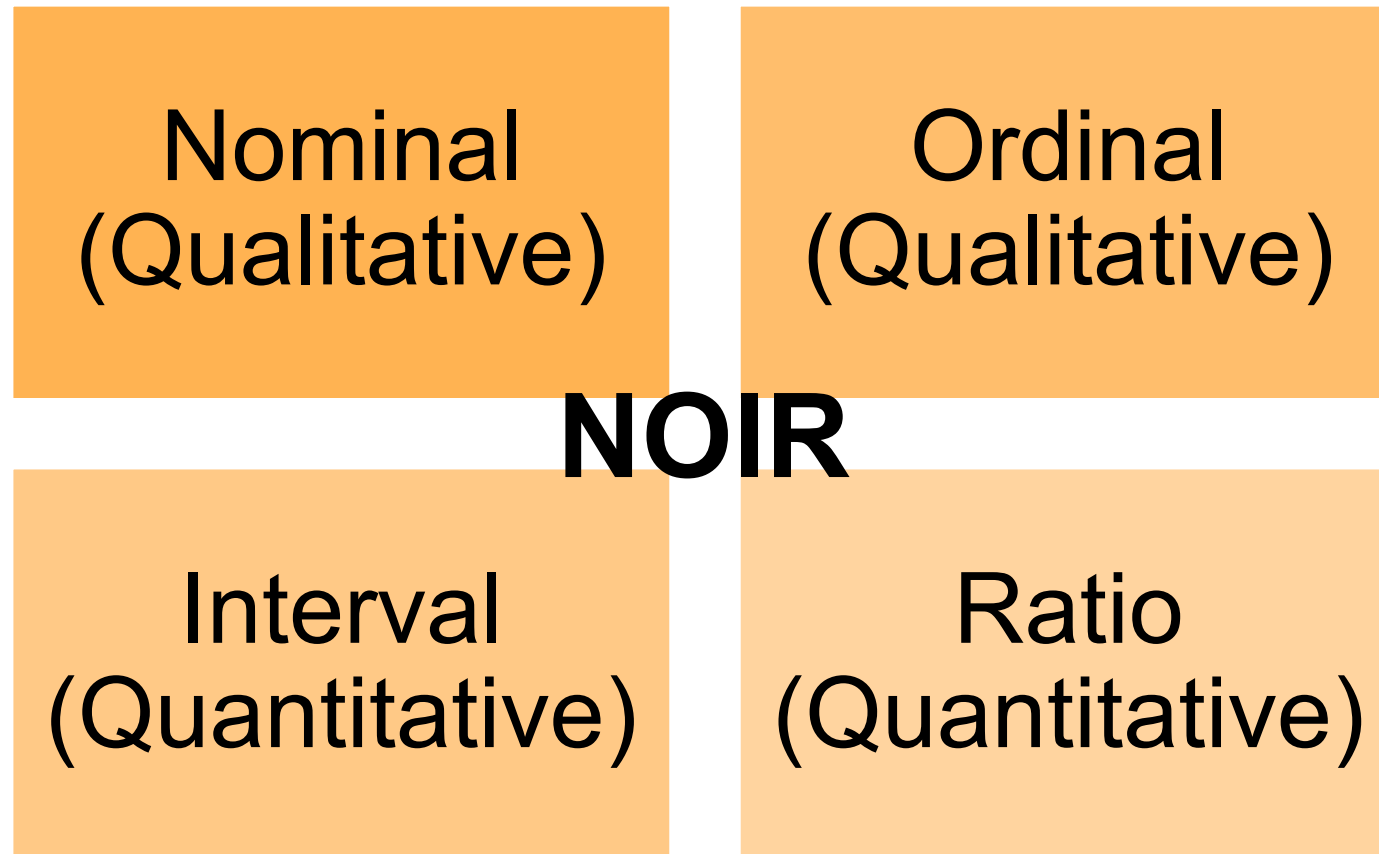 Nominal
(Qualitative)
Ordinal
(Qualitative)
NOIR
Interval
(Quantitative)
Ratio
(Quantitative)